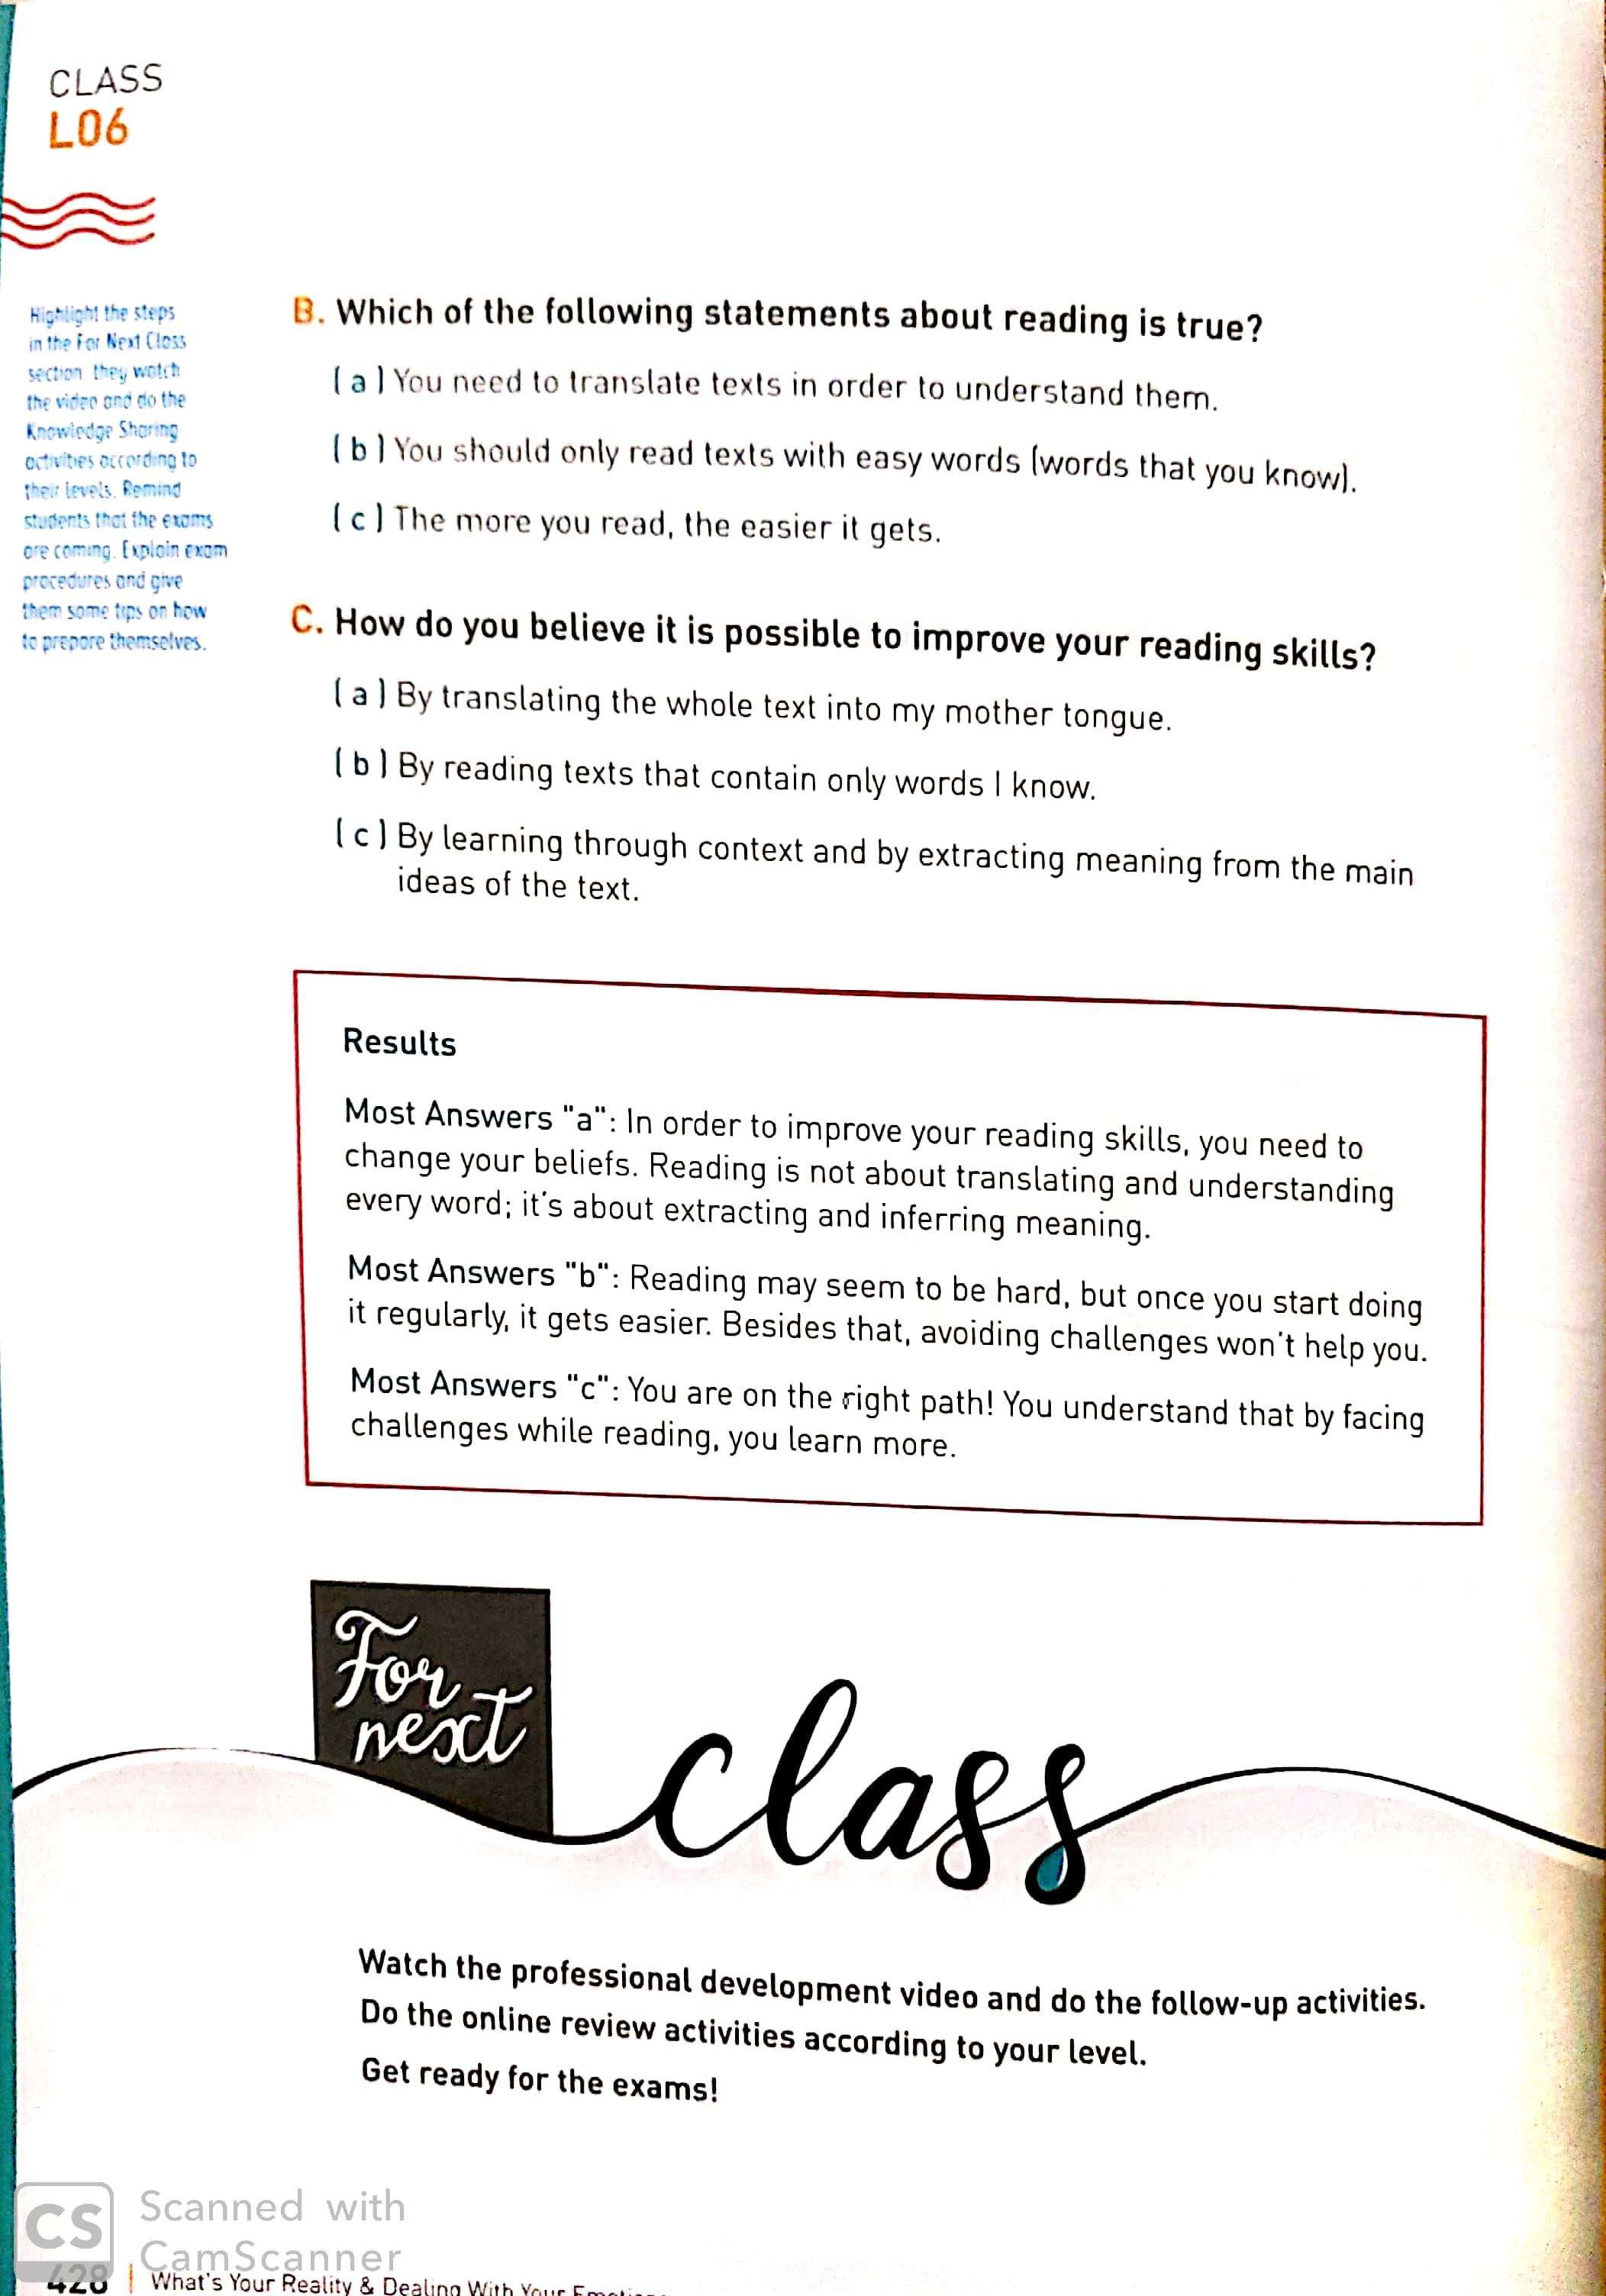 CLASS
L06
Highlight the steps
in the For Next Class
section they watch
the video and do the
Knowledge Sharing
activities according to
their levels. Remind
students that the exams
are coming. Explain exam
procedures and give
them some tips on how
to prepare themselves.
B. Which of the following statements about reading is true?
( a ) You need to translate texts in order to understand them.
( b ) You should only read texts with easy words (words that you know).
( c ) The more you read, the easier it gets.
C. How do you believe it is possible to improve your reading skills?
( a ) By translating the whole text into my mother tongue.
( b ) By reading texts that contain only words I know.
( c ) By learning through context and by extracting meaning from the main
ideas of the text.
Results
Most Answers "a": In order to improve your reading skills, you need to
change your beliefs. Reading is not about translating and understanding
every word; it's about extracting and inferring meaning.
Most Answers "b": Reading may seem to be hard, but once you start doing
it regularly, it gets easier. Besides that, avoiding challenges won't help you.
Most Answers "c": You are on the right path! You understand that by facing
challenges while reading, you learn more.
For
next
class
Watch the professional development video and do the follow-up activities.
Do the online review activities according to your level.
Get ready for the exams!
CS
Scanned with
CamScanner
428 | What's Your Reality & Dealing With Your